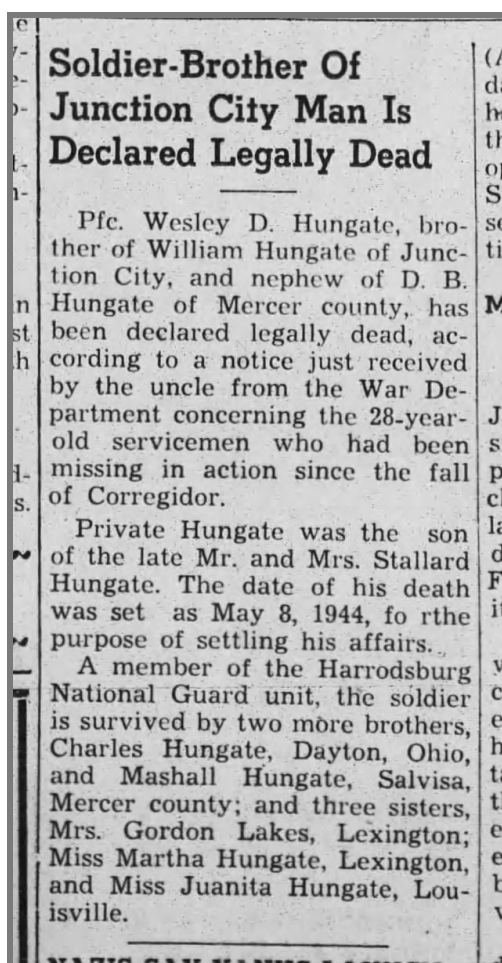 Soldier-Brother Of
Junction City Man Is
Declared Legally Dead
Pfc. Wesley D. Hungate, bro-
ther of William Hungate of Junc-
tion City, and nephew of D. B.
Hungate of Mercer county, has
been declared legally dead, ac-
cording to a notice just received
by the uncle from the War De-
partment concerning the 28-year-
old servicemen who had been
missing in action since the fall
of Corregidor.
Private Hungate was the son
of the late Mr. and Mrs. Stallard
Hungate. The date of his death
was set as May 8, 1944, fo rthe
purpose of settling his affairs.
A member of the Harrodsburg
National Guard unit, the soldier
is survived by two more brothers,
Charles Hungate, Dayton, Ohio,
and Mashall Hungate, Salvisa,
Mercer county; and three sisters,
Mrs. Gordon Lakes, Lexington;
Miss Martha Hungate, Lexington,
and Miss Juanita Hungate, Lou-
isville.